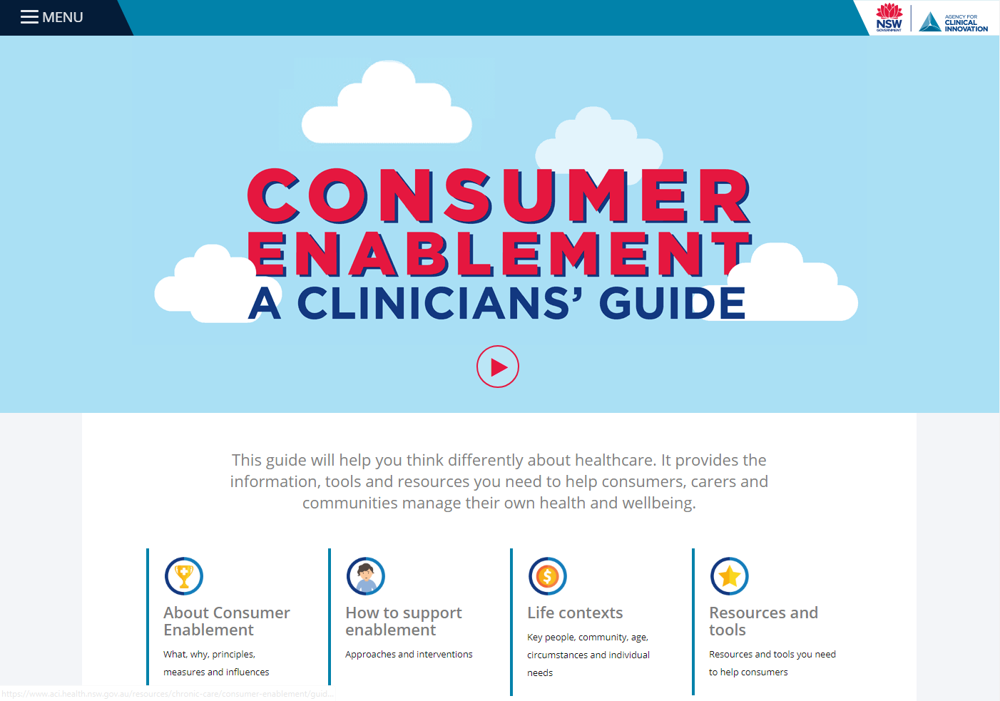 MENU
NSW
GOVERNMENT
AGENCY FOR
CLINICAL
INNOVATION
CONSUMER
ENABLEMENT
A CLINICIANS’ GUIDE
This guide will help you think differently about healthcare. It provides the
information, tools and resources you need to help consumers, carers and
communities manage their own health and wellbeing.
About Consumer
Enablement
What, why, principles,
measures and influences
How to support
enablement
Approaches and interventions
Life contexts
Key people, community, age,
circumstances and individual
needs
Resources and
tools
Resources and tools you need
to help consumers
https://www.aci.health.nsw.gov.au/resources/chronic-care/consumer-enablement/guid...